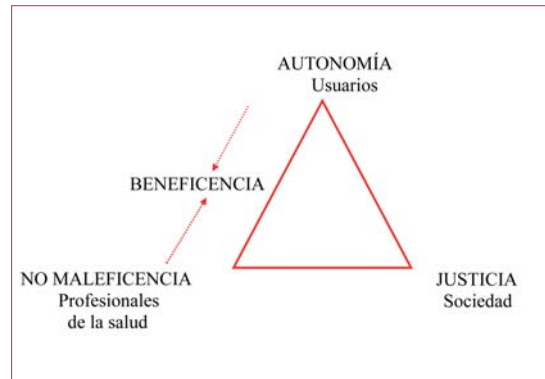 AUTONOMÍA
Usuarios
BENEFICENCIA
NO MALEFICENCIA
Profesionales
de la salud
JUSTICIA
Sociedad